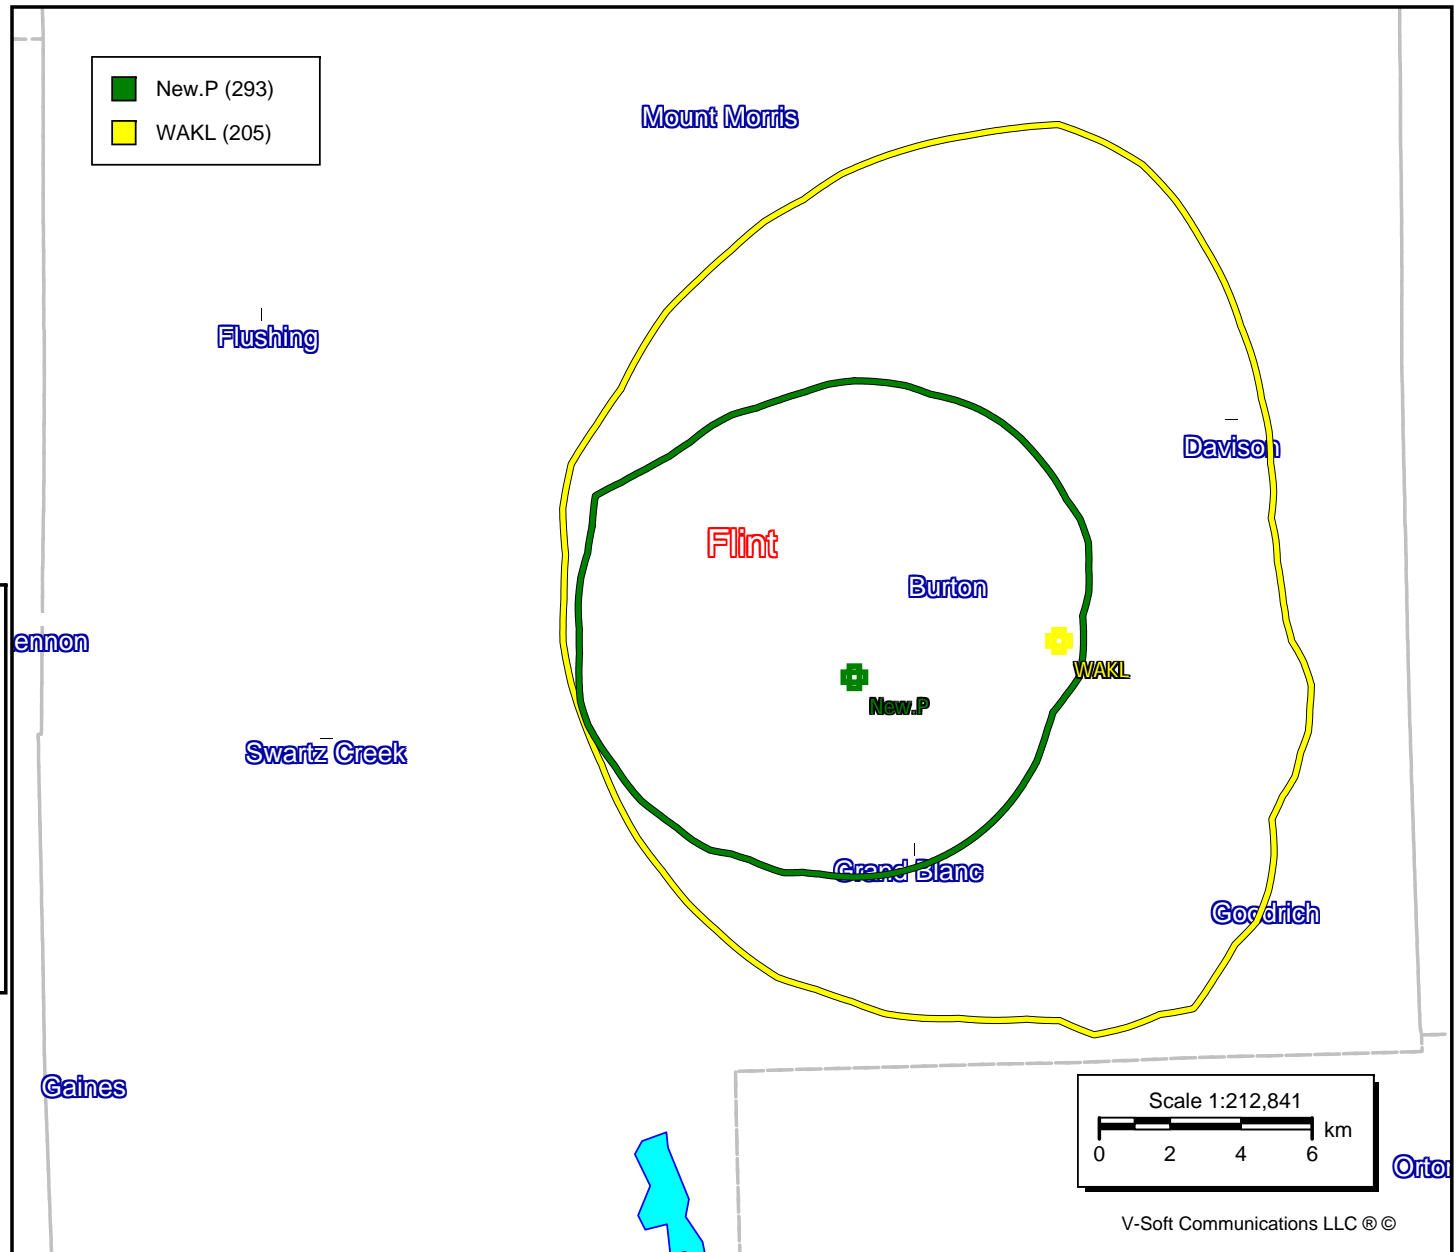 New.P (293)
WAKL (205)
Mount Morris
Flushing
Davison
Flint
Burton
ennon
WAKL
New.P
Swartz Creek
Grand Blanc
Goodrich
Gaines
Scale 1:212,841
km
0 2 4 6
Orton
V-Soft Communications LLC ® ©